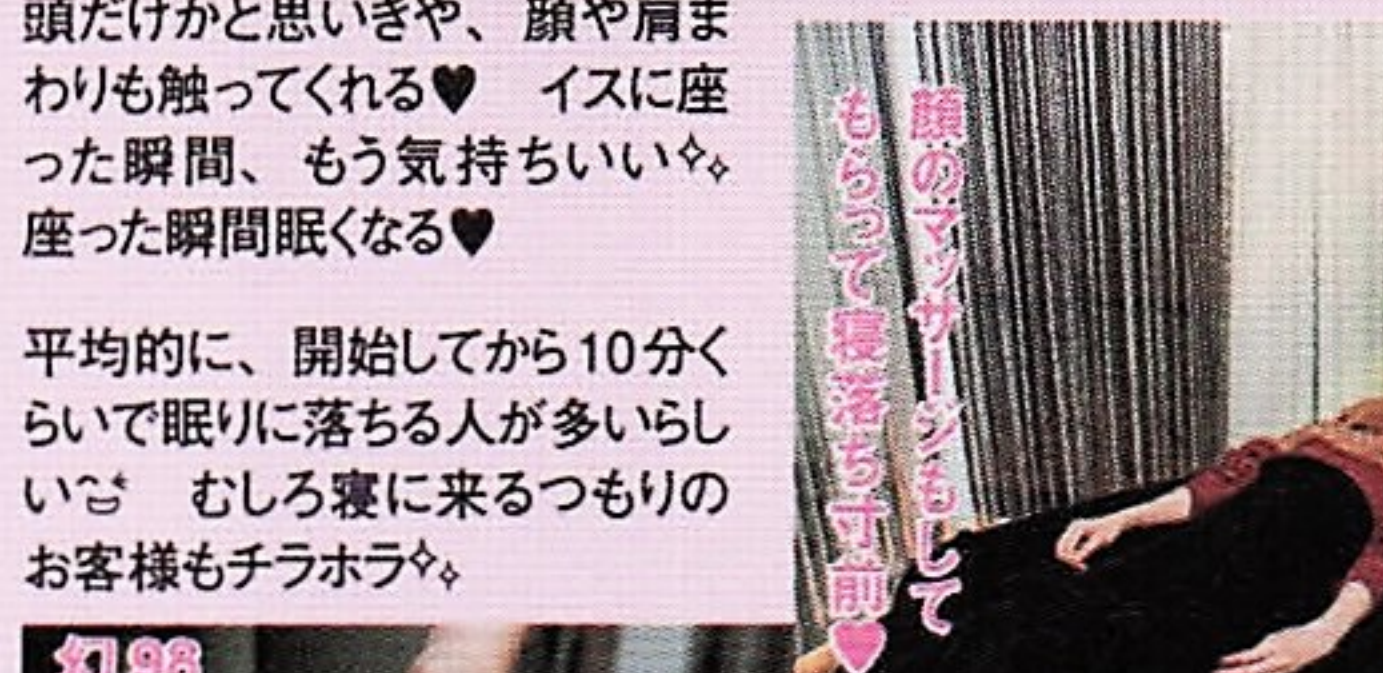 頭だけかと思いきや、顔や肩ま
わりも触ってくれる♥　イスに座
った瞬間、もう気持ちいい✧˖
座った瞬間眠くなる♥
平均的に、開始してから10分く
らいで眠りに落ちる人が多いらし
い　むしろ寝に来るつもりの
お客様もチラホラ✧˖
顔のマッサージもして
もらって寝落ち寸前♥